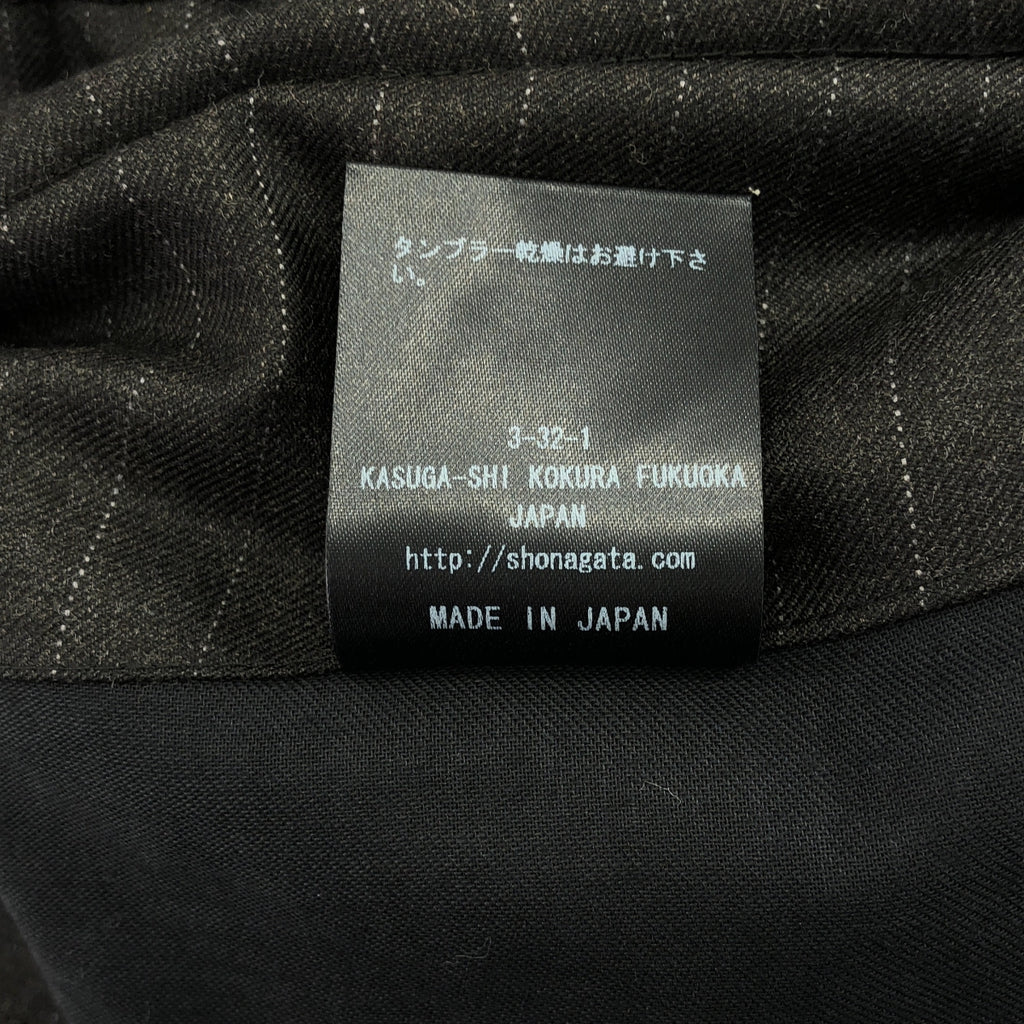 タンブラー乾燥はお避け下さ
い。
3-32-1
KASUGA-SHI KOKURA FUKUOKA
JAPAN
http://shonagata.com
MADE IN JAPAN